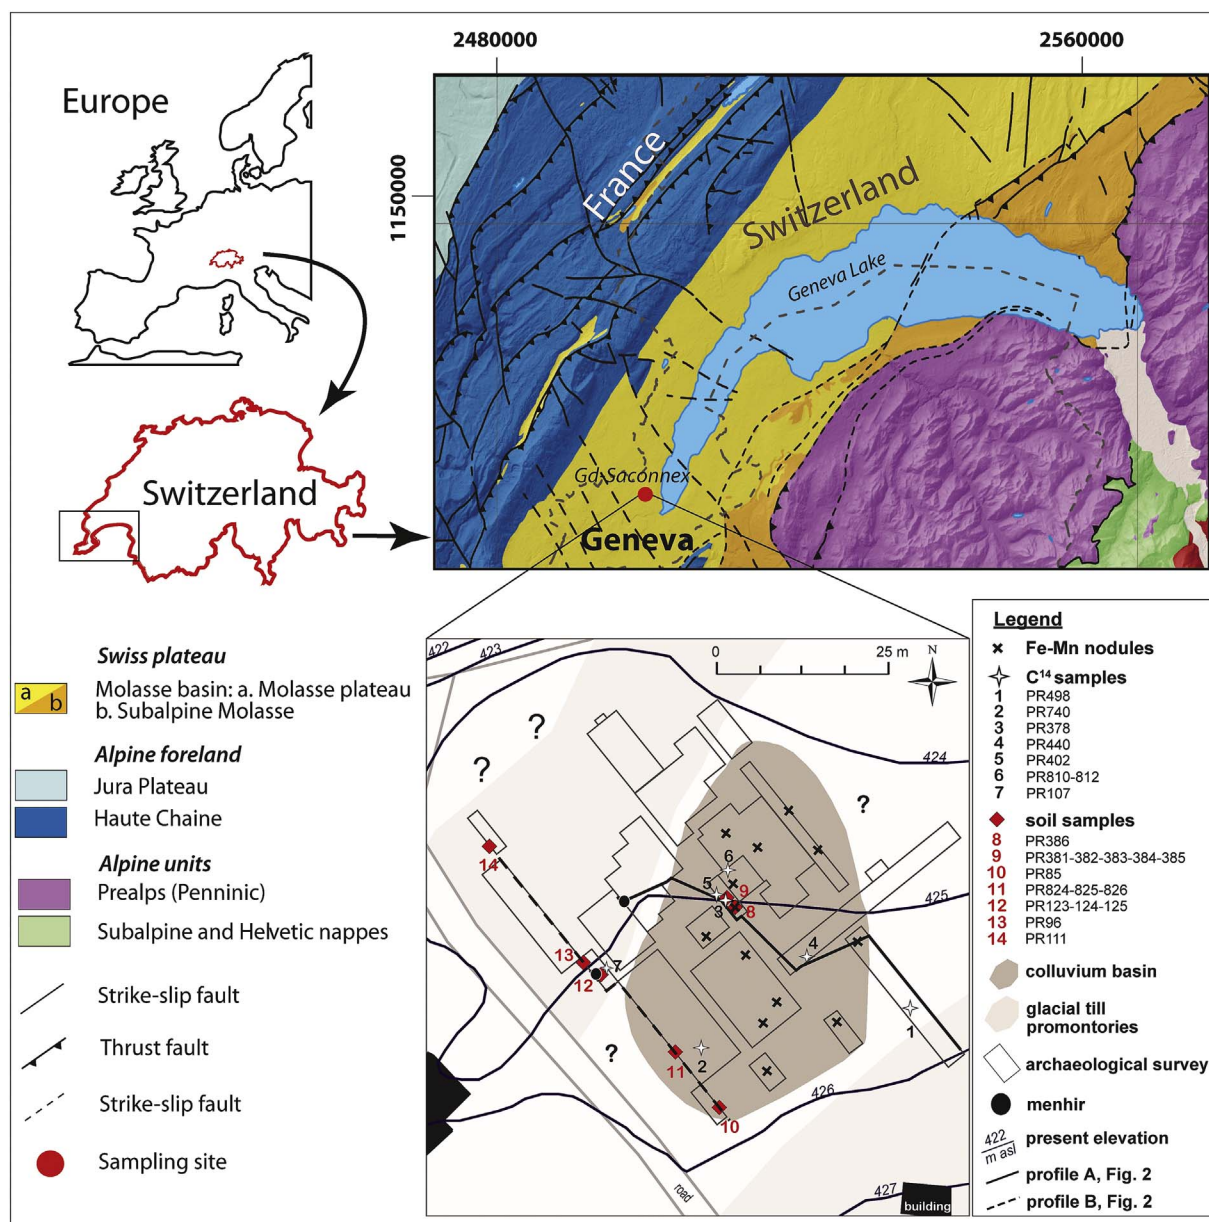 2480000
2560000
Europe
1150000
France
Switzerland
Geneva Lake
Gd-Saconnex
Geneva
Switzerland
Swiss plateau
a
b
Molasse basin: a. Molasse plateau
b. Subalpine Molasse
Alpine foreland
Jura Plateau
Haute Chaine
Alpine units
Prealps (Penninic)
Subalpine and Helvetic nappes
Strike-slip fault
Thrust fault
Strike-slip fault
Sampling site
422
423
0
25 m
N
?
?
424
?
6
5
9
3
8
425
14
4
13
7
12
1
?
2
11
426
10
road
427
building
Legend
Fe-Mn nodules
C14 samples
1 PR498
2 PR740
3 PR378
4 PR440
5 PR402
6 PR810-812
7 PR107
soil samples
8 PR386
9 PR381-382-383-384-385
10 PR85
11 PR824-825-826
12 PR123-124-125
13 PR96
14 PR111
colluvium basin
glacial till
promontories
archaeological survey
menhir
422
m asl
present elevation
profile A, Fig. 2
profile B, Fig. 2